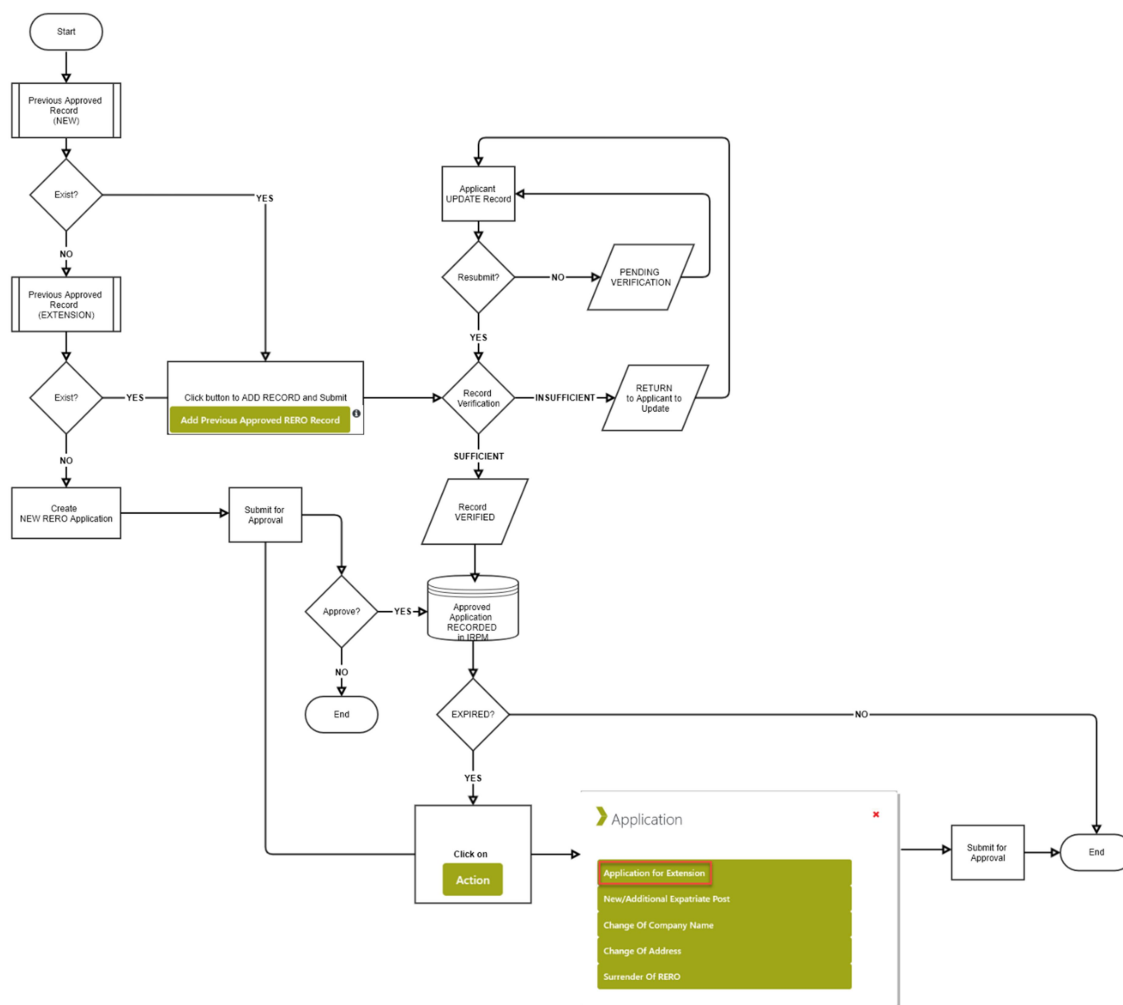 Start
Previous Approved
Record
(NEW)
Exist?
YES
NO
Previous Approved
Record
(EXTENSION)
Exist?
YES
Click button to ADD RECORD and Submit
Add Previous Approved RERO Record
NO
Create
NEW RERO Application
Submit for
Approval
Approve?
YES
NO
End
Applicant
UPDATE Record
Resubmit?
NO
PENDING
VERIFICATION
YES
Record
Verification
INSUFFICIENT
RETURN
to Applicant to
Update
SUFFICIENT
Record
VERIFIED
Approved
Application
RECORDED
in IRPM
EXPIRED?
NO
YES
Click on
Action
Application
Application for Extension
New/Additional Expatriate Post
Change Of Company Name
Change Of Address
Surrender Of RERO
Submit for
Approval
End